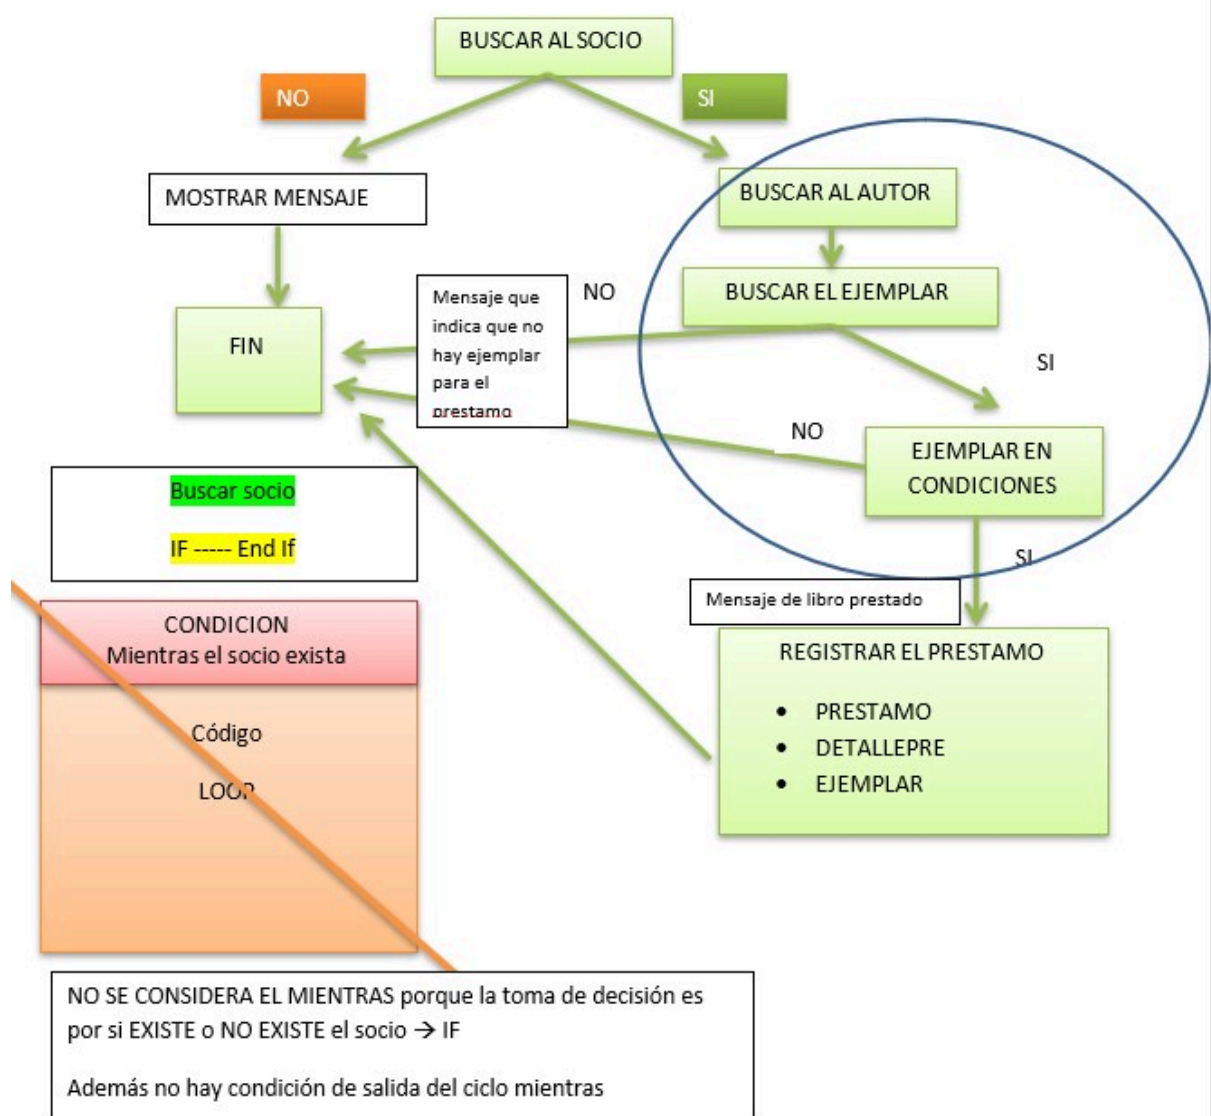 BUSCAR AL SOCIO
NO
SI
MOSTRAR MENSAJE
BUSCAR AL AUTOR
Mensaje que
indica que no
hay ejemplar
para el
prestamo
NO
BUSCAR EL EJEMPLAR
FIN
SI
NO
EJEMPLAR EN
CONDICIONES
Buscar socio
IF ----- End If
SI
Mensaje de libro prestado
CONDICION
Mientras el socio exista
Código
LOOP
REGISTRAR EL PRESTAMO
• PRESTAMO
• DETALLEPRE
• EJEMPLAR
NO SE CONSIDERA EL MIENTRAS porque la toma de decisión es
por si EXISTE o NO EXISTE el socio → IF
Además no hay condición de salida del ciclo mientras